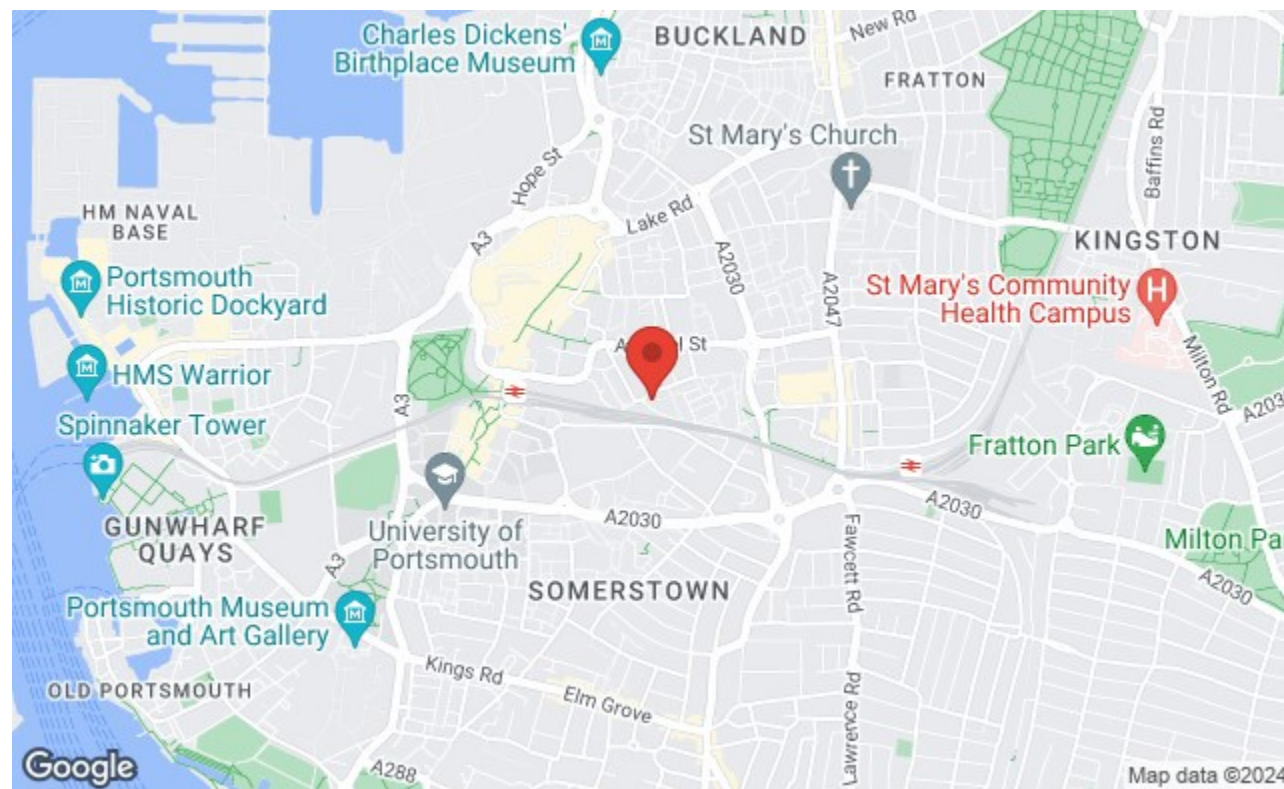 Charles Dickens'
Birthplace Museum
BUCKLAND
New Rd
FRATTON
St Mary's Church
Baffins Rd
Hope St
Lake Rd
HM NAVAL
BASE
A3
A2030
A2047
KINGSTON
Portsmouth
Historic Dockyard
St Mary's Community
Health Campus
H
Milton Rd
HMS Warrior
St
A3
A203
Spinnaker Tower
Fratton Park
GUNWHARF
QUAYS
University of
Portsmouth
A2030
A2030
Fawcett Rd
Milton Pa
A2030
A3
SOMERSTOWN
Portsmouth Museum
and Art Gallery
Kings Rd
Elm Grove
Lawrence Rd
OLD PORTSMOUTH
A288
Google
Map data ©2024